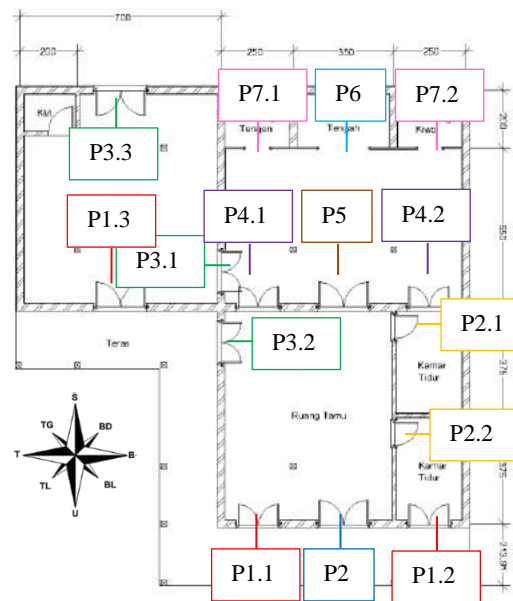 700
200
250
350
250
KM
P7.1
P6
P7.2
Tengah
200
P3.3
P1.3
P4.1
P5
P4.2
P3.1
550
P2.1
P3.2
Teras
Kamar
Tidur
375
Ruang Tamu
P2.2
Kamar
Tidur
375
S
TG
BD
T
B
TL
BL
U
P1.1
P2
P1.2